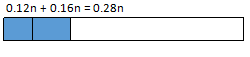 0.12n + 0.16n = 0.28n